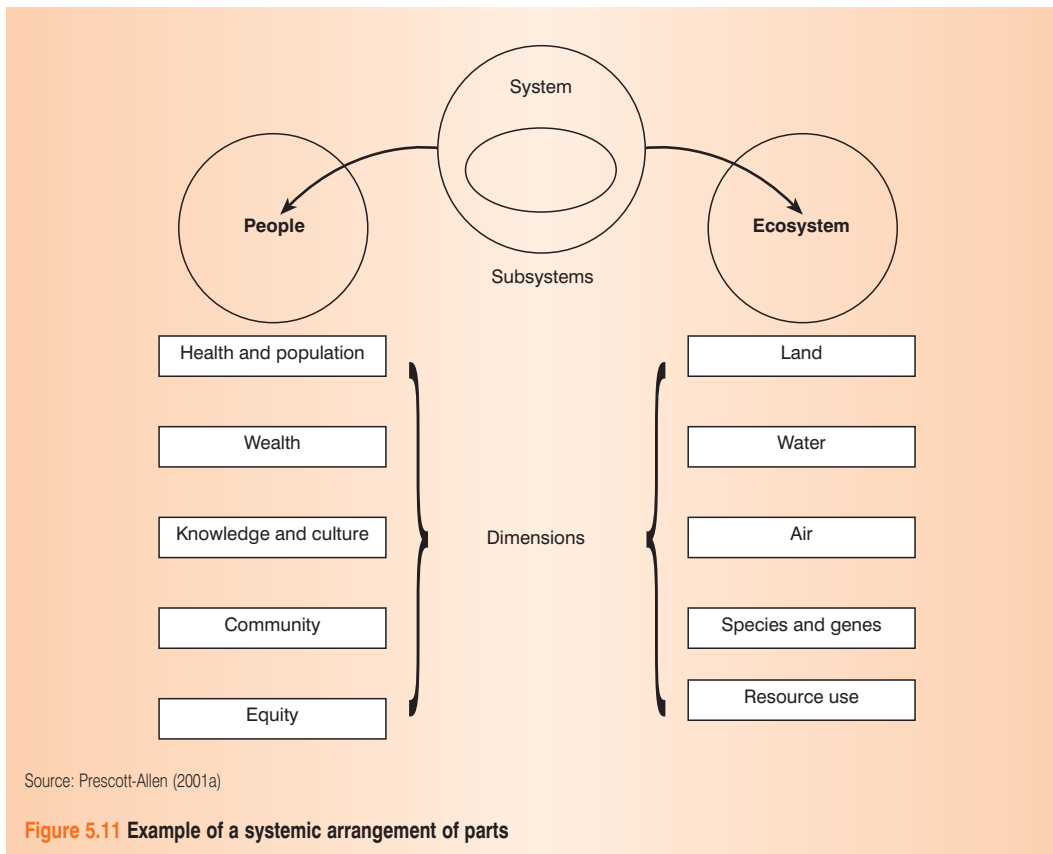 System
People
Ecosystem
Subsystems
Health and population
Land
Wealth
Water
Knowledge and culture
Dimensions
Air
Community
Species and genes
Equity
Resource use
Source: Prescott-Allen (2001a)
Figure 5.11 Example of a systemic arrangement of parts